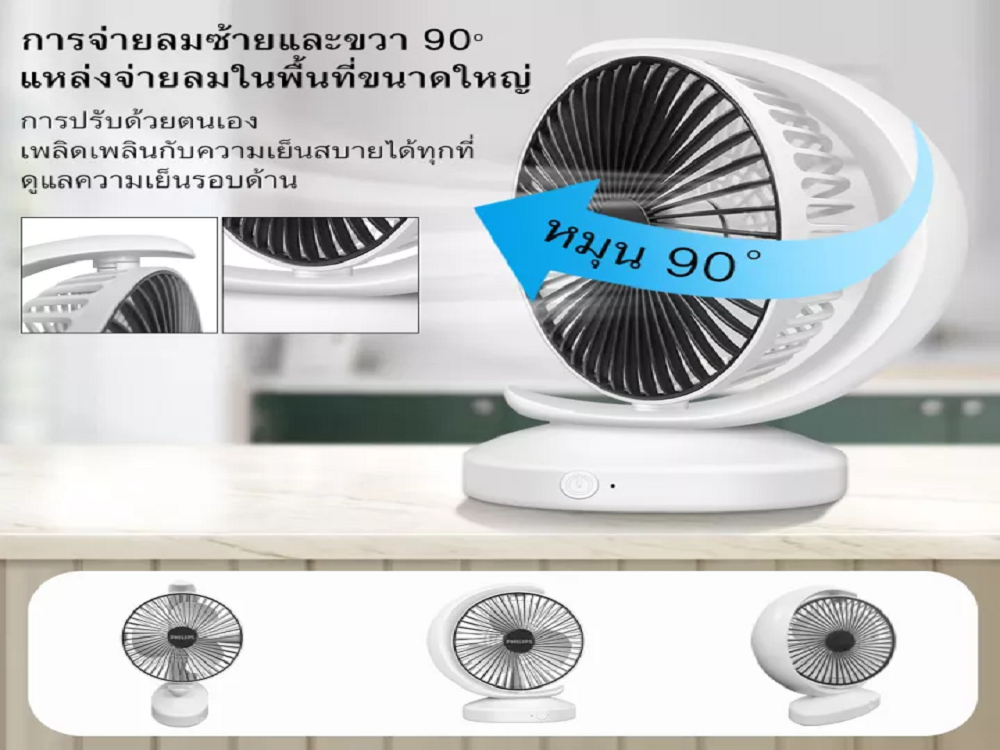 การจ่ายลมซ้ายและขวา 90°
แหล่งจ่ายลมในพื้นที่ขนาดใหญ่
การปรับด้วยตนเอง
เพลิดเพลินกับความเย็นสบายได้ทุกที่
ดูแลความเย็นรอบด้าน
หมุน 90°
PHILIPS
PHILIPS